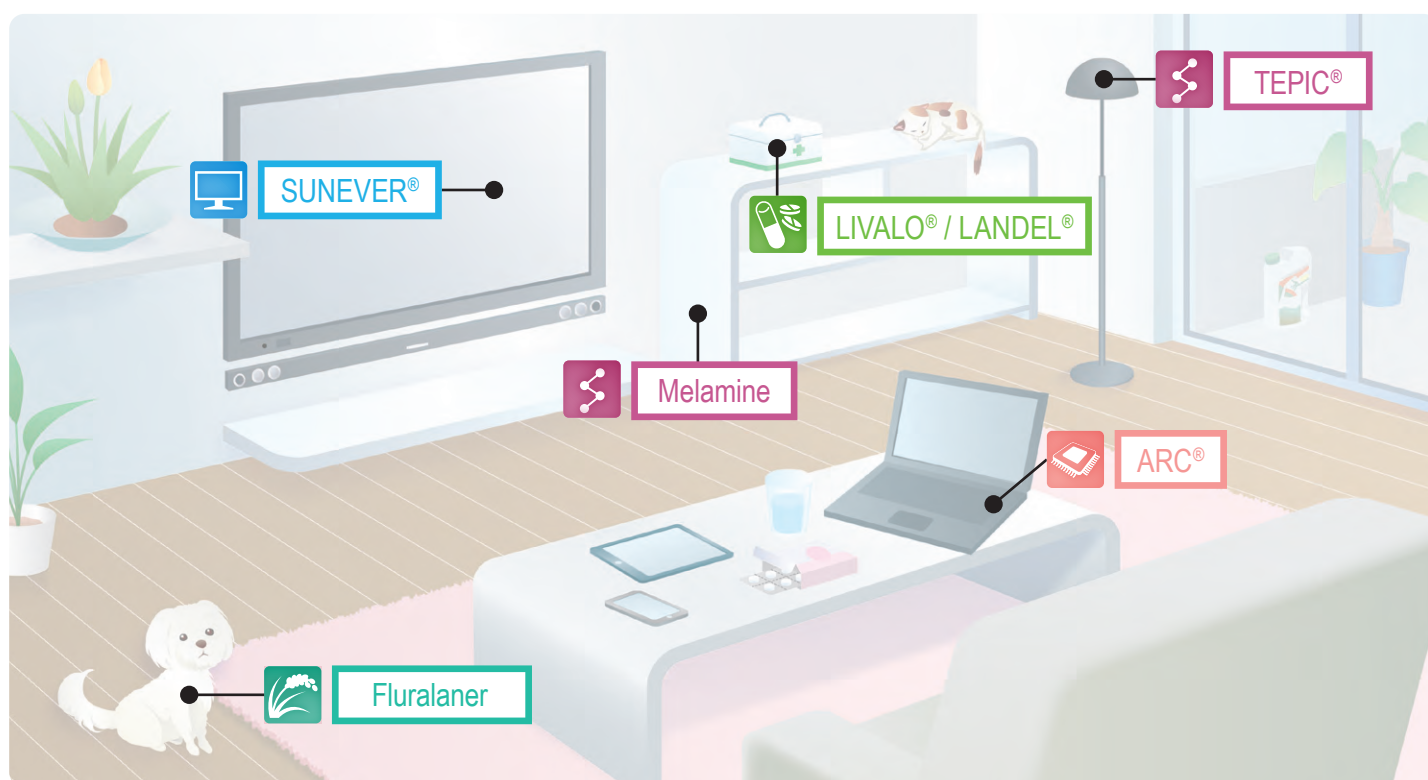 TEPIC®
SUNEVER®
LIVALO® / LANDEL®
Melamine
ARC®
Fluralaner